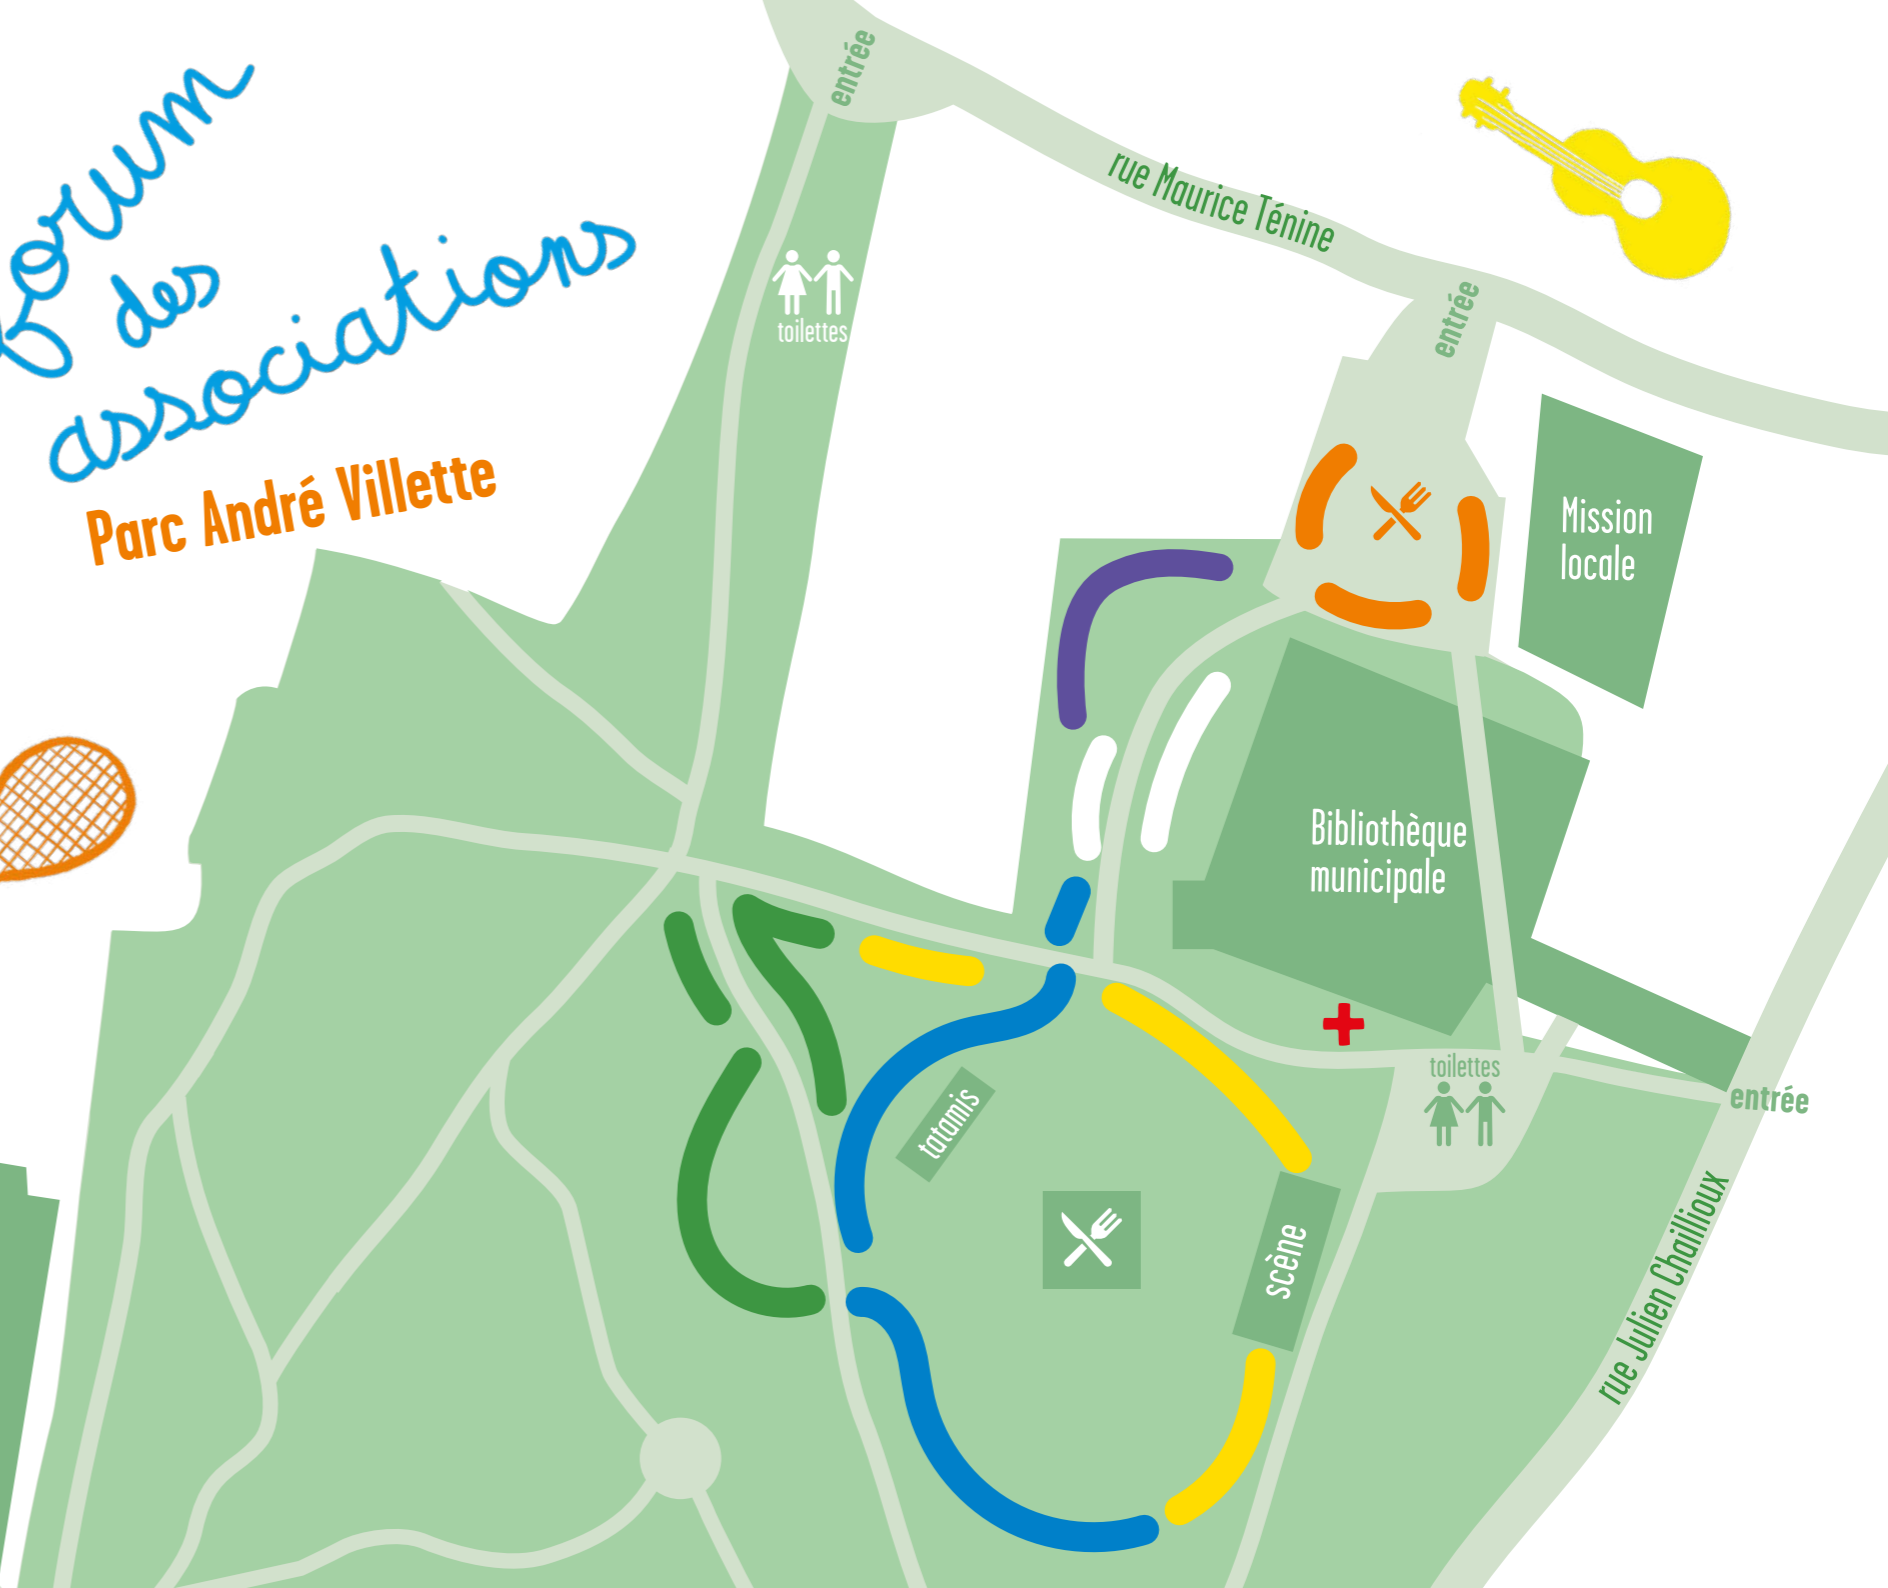 forum
des
associations
Parc André Villette
entrée
rue Maurice Ténine
entrée
toilettes
Mission
locale
Bibliothèque
municipale
toilettes
entrée
tatamis
scène
rue Julien Chaillioux